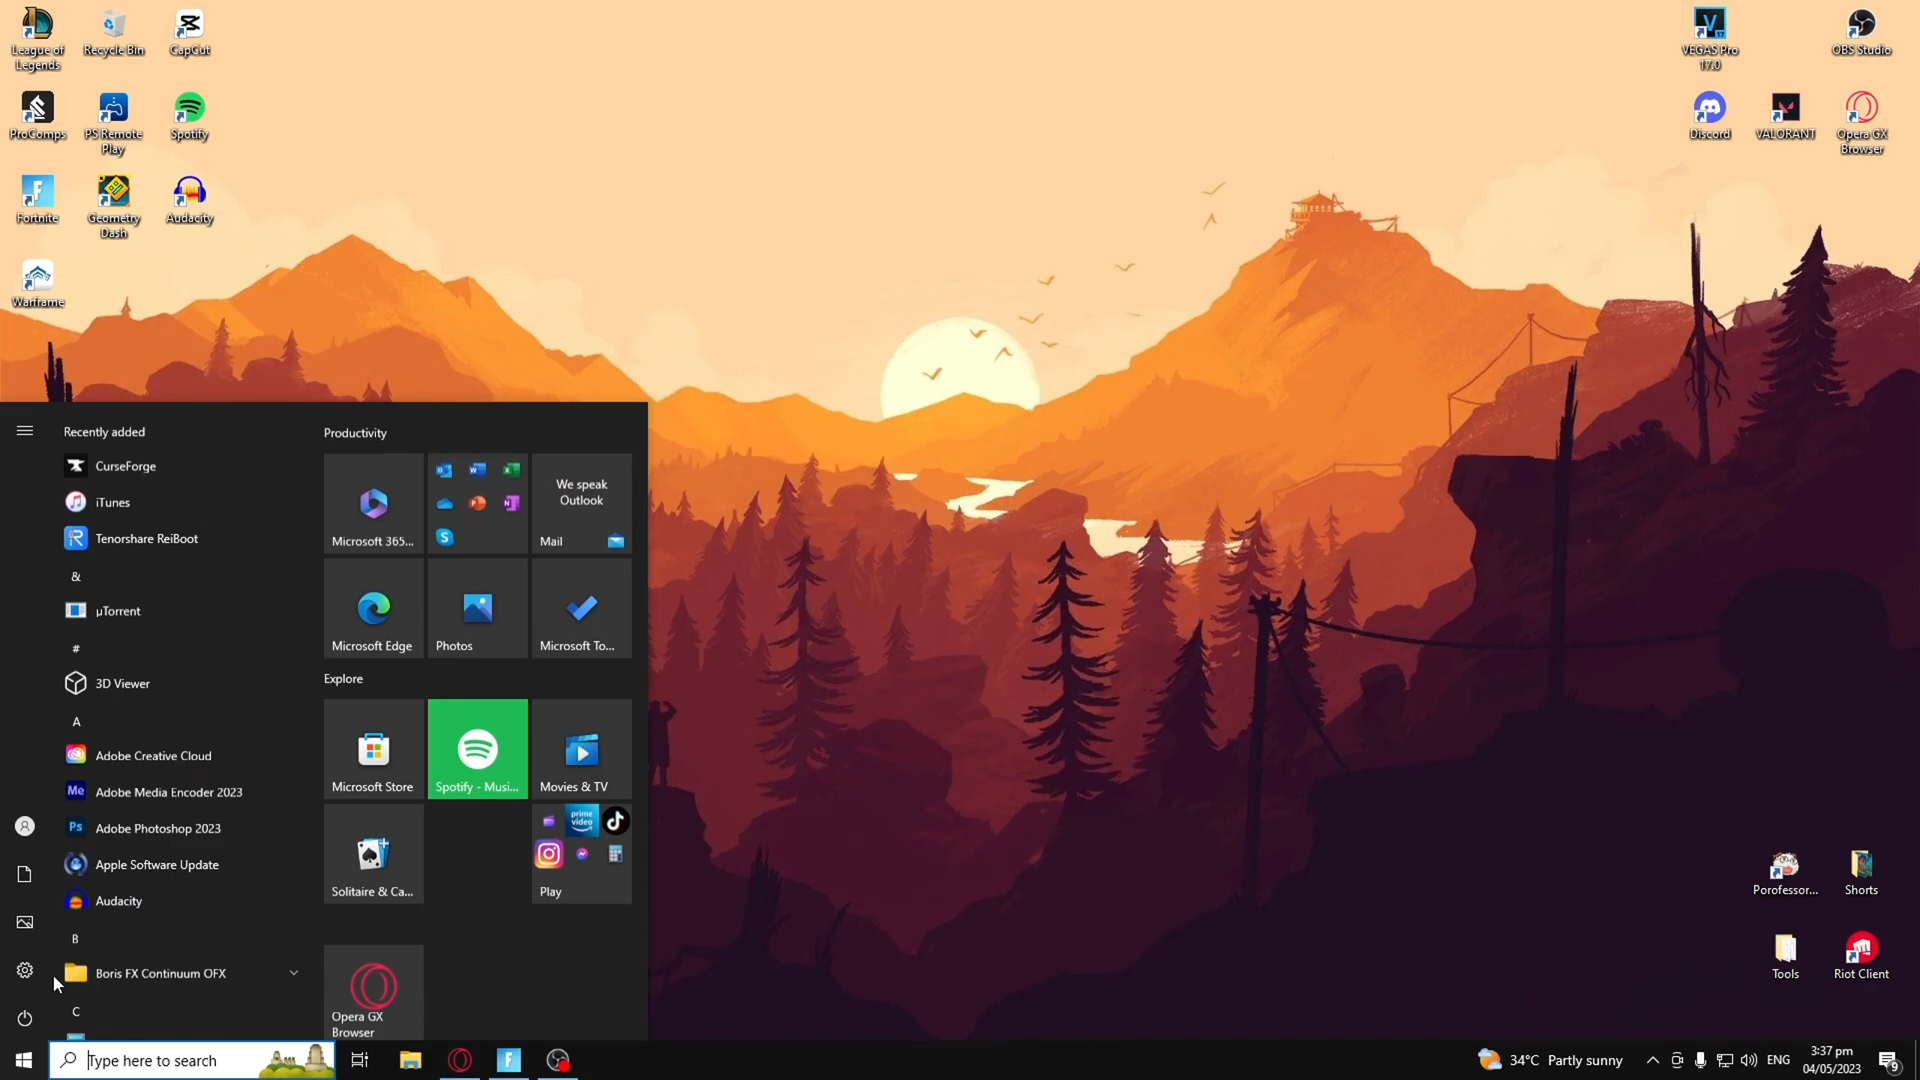 League of
Legends
Recycle Bin
CapCut
ProComps
PS Remote
Play
Spotify
Fortnite
Geometry
Dash
Audacity
Warframe
VEGAS Pro
17.0
OBS Studio
Discord
VALORANT
Opera GX
Browser
Recently added
CurseForge
iTunes
Tenorshare ReiBoot
&
µTorrent
#
3D Viewer
A
Adobe Creative Cloud
Adobe Media Encoder 2023
Adobe Photoshop 2023
Apple Software Update
Audacity
B
Boris FX Continuum OFX
C
Productivity
Microsoft 365...
We speak
Outlook
Mail
Microsoft Edge
Photos
Microsoft To...
Explore
Microsoft Store
Spotify - Musi...
Movies & TV
Solitaire & Ca...
prime
video
Play
Opera GX
Browser
Porofessor...
Shorts
Tools
Riot Client
Type here to search
34°C Partly sunny
ENG
3:37 pm
04/05/2023
9